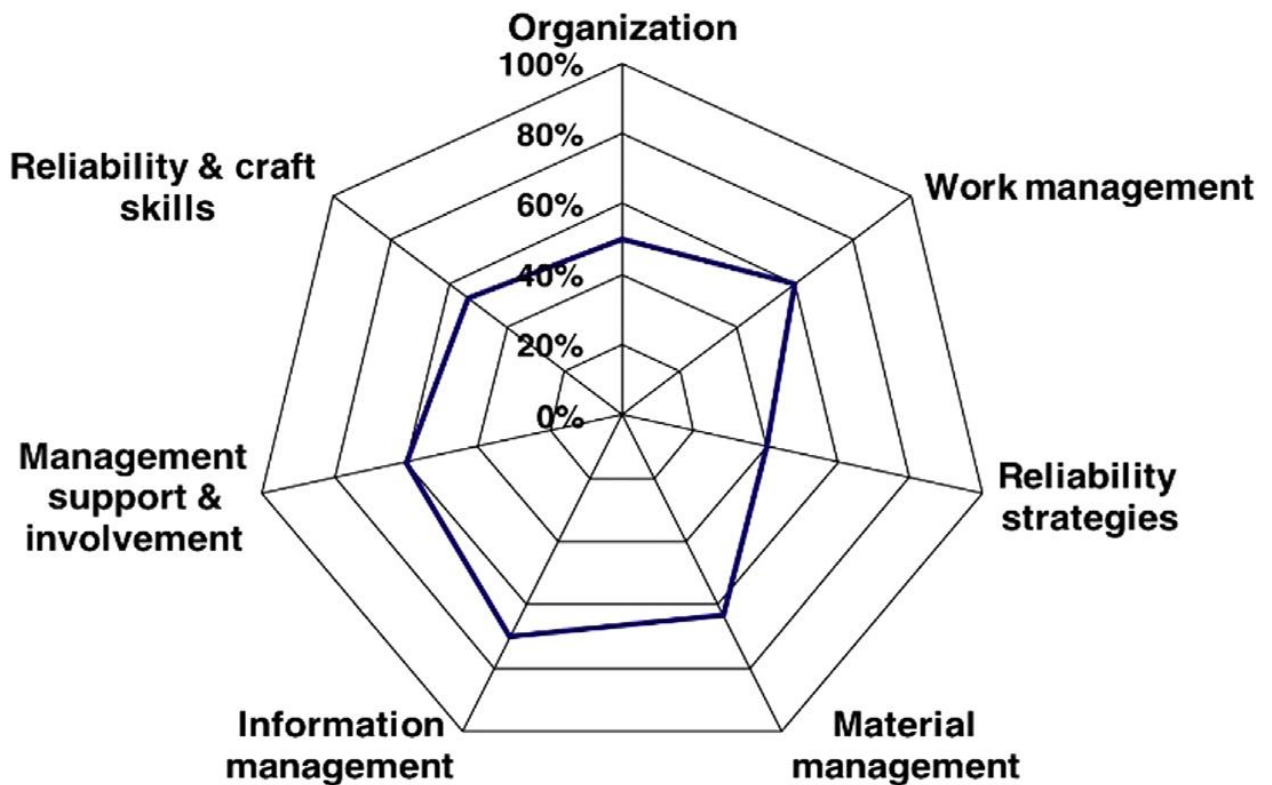 Organization
100%
80%
60%
40%
20%
0%
Work management
Reliability
strategies
Material
management
Information
management
Management
support &
involvement
Reliability & craft
skills